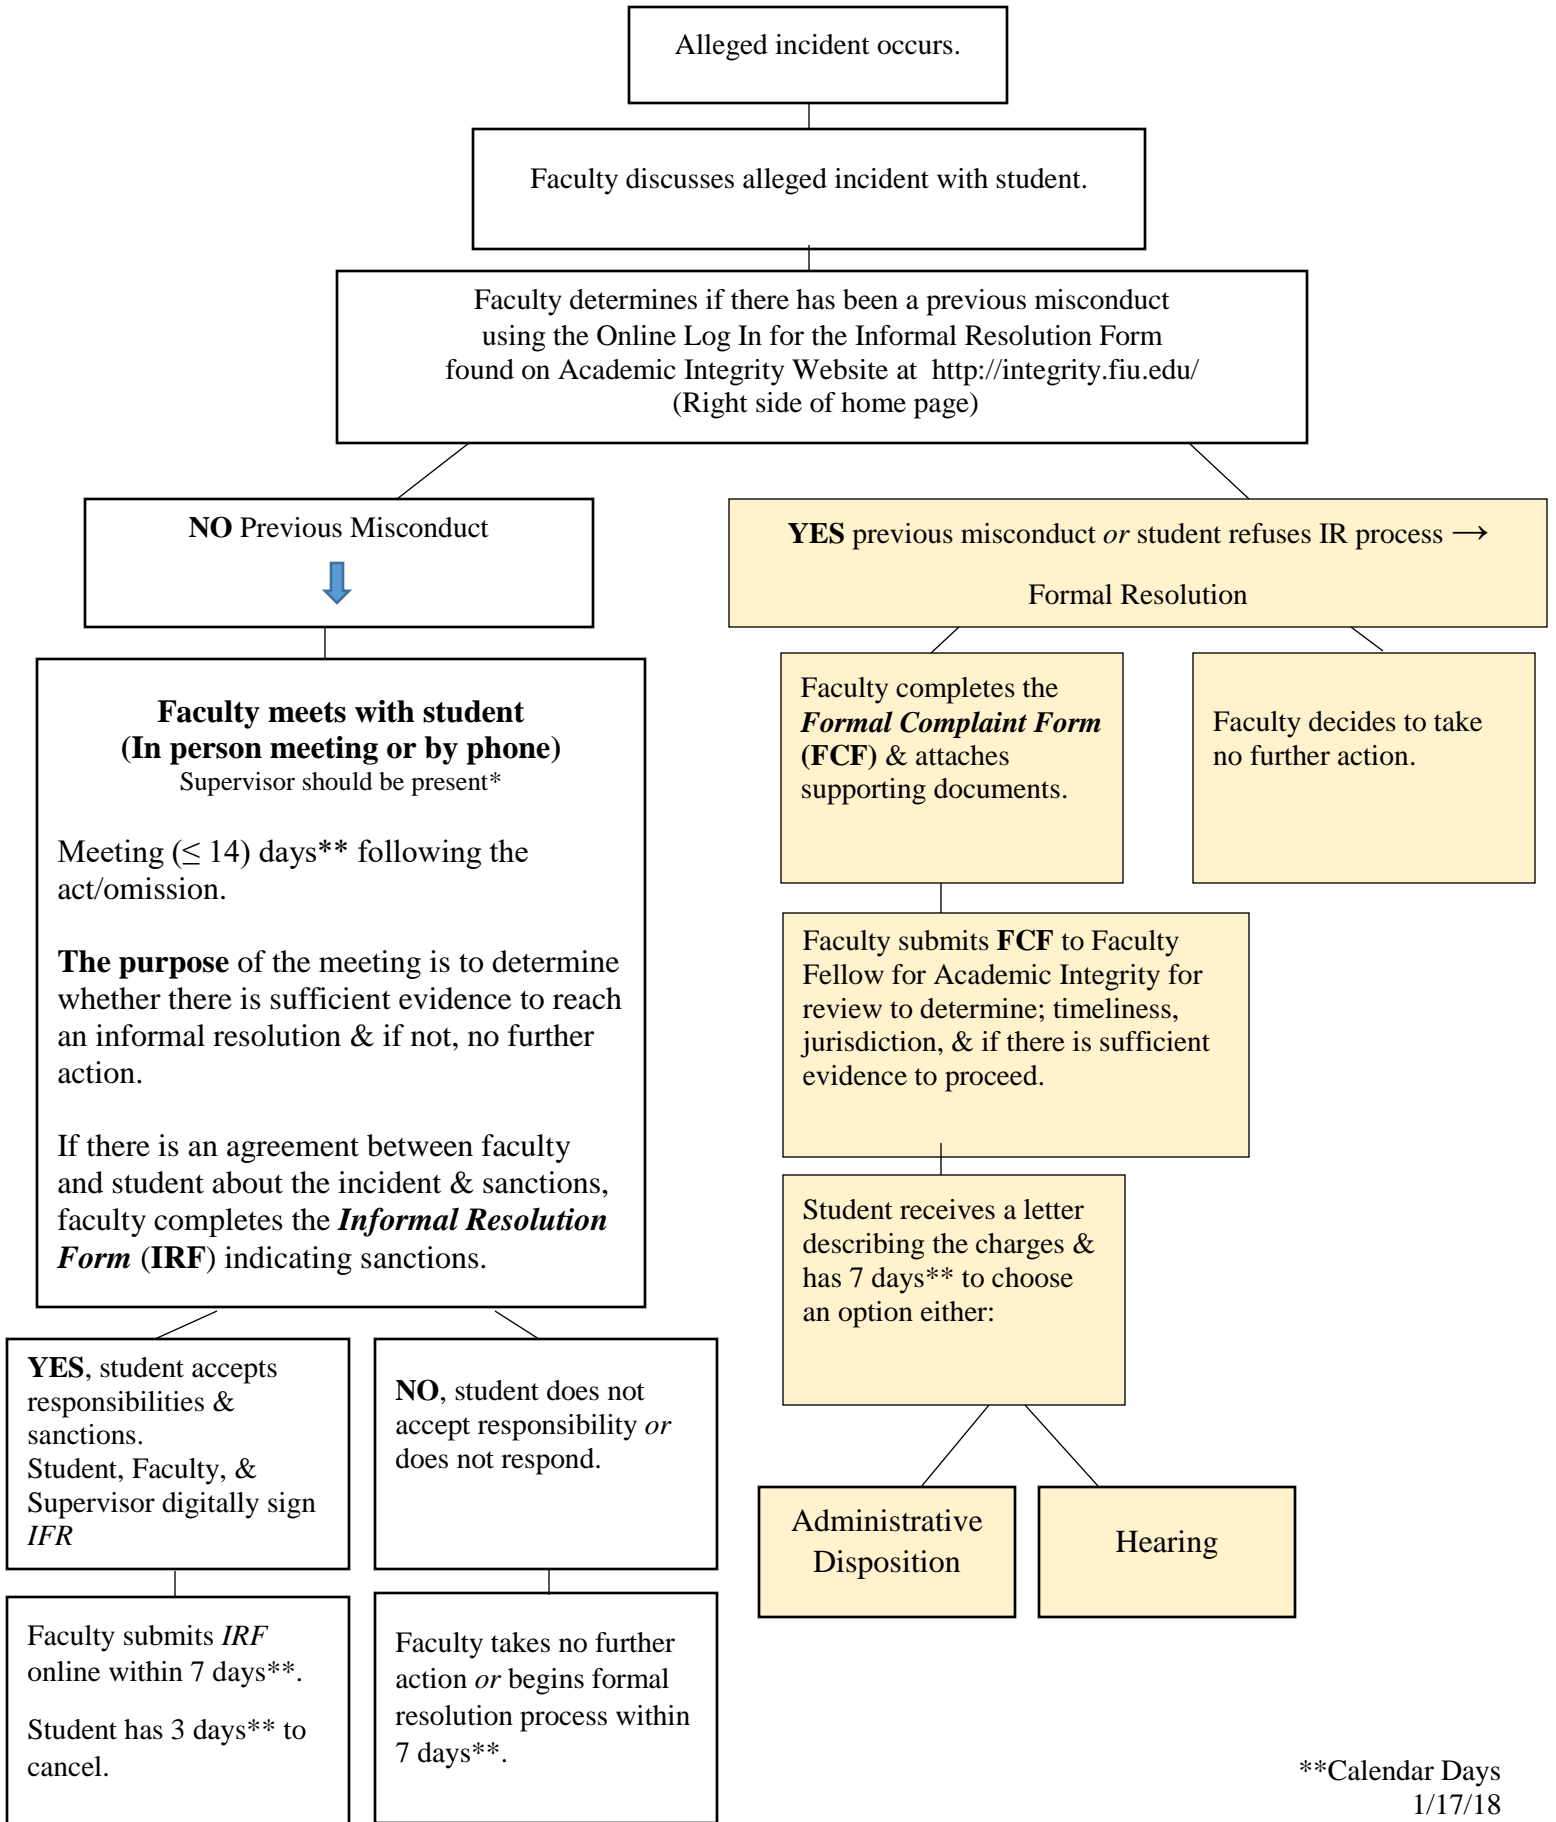 Alleged incident occurs.
Faculty discusses alleged incident with student.
Faculty determines if there has been a previous misconduct
using the Online Log In for the Informal Resolution Form
found on Academic Integrity Website at http://integrity.fiu.edu/
(Right side of home page)
NO Previous Misconduct
Faculty meets with student
(In person meeting or by phone)
Supervisor should be present*
Meeting (≤ 14) days** following the
act/omission.
The purpose of the meeting is to determine
whether there is sufficient evidence to reach
an informal resolution & if not, no further
action.
If there is an agreement between faculty
and student about the incident & sanctions,
faculty completes the Informal Resolution
Form (IRF) indicating sanctions.
YES, student accepts
responsibilities &
sanctions.
Student, Faculty, &
Supervisor digitally sign
IFR
Faculty submits IRF
online within 7 days**.
Student has 3 days** to
cancel.
NO, student does not
accept responsibility or
does not respond.
Faculty takes no further
action or begins formal
resolution process within
7 days**.
YES previous misconduct or student refuses IR process →
Formal Resolution
Faculty completes the
Formal Complaint Form
(FCF) & attaches
supporting documents.
Faculty decides to take
no further action.
Faculty submits FCF to Faculty
Fellow for Academic Integrity for
review to determine; timeliness,
jurisdiction, & if there is sufficient
evidence to proceed.
Student receives a letter
describing the charges &
has 7 days** to choose
an option either:
Administrative
Disposition
Hearing
**Calendar Days
1/17/18